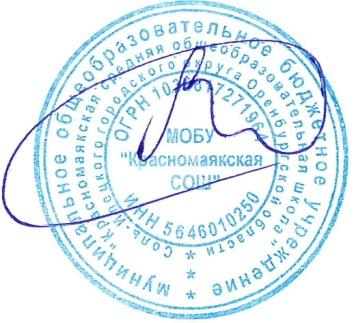 муниципальное общеобразовательное бюджетное учреждение
"Красномаякская средняя общеобразовательная школа"
Соль-Илецкого городского округа Оренбургской области
ИНН 5646010250
ОГРН
МОБУ
"Красномаякская
СОШ"